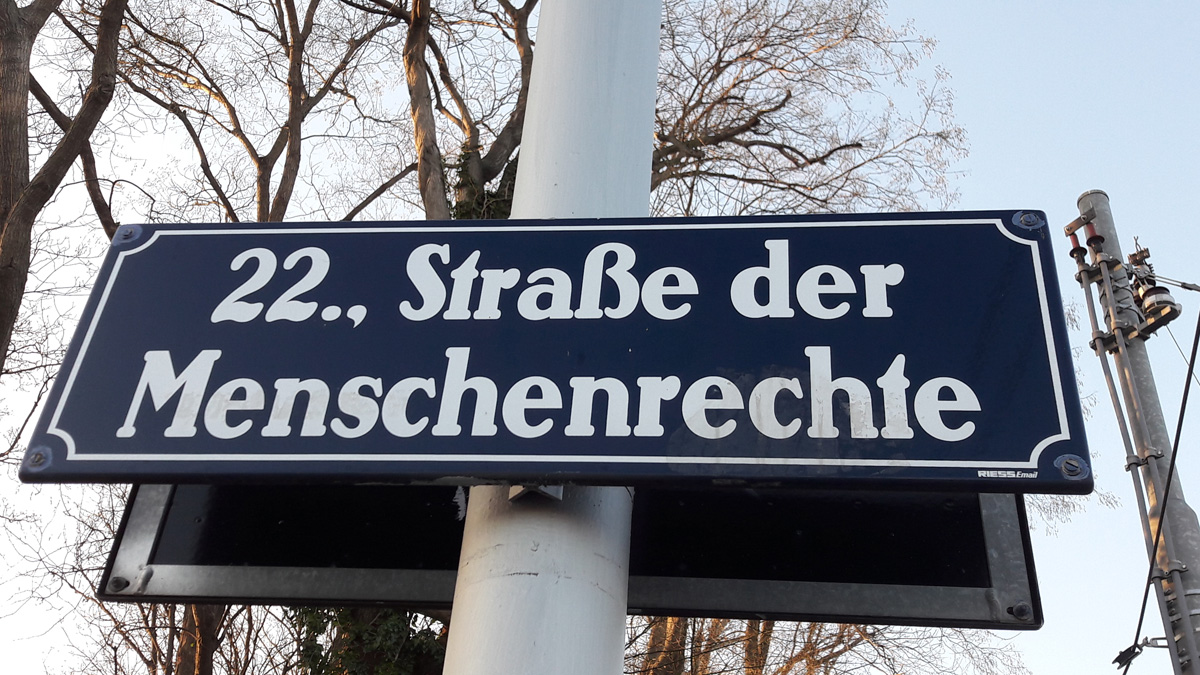 22., Straße der
Menschenrechte
RIESS Email